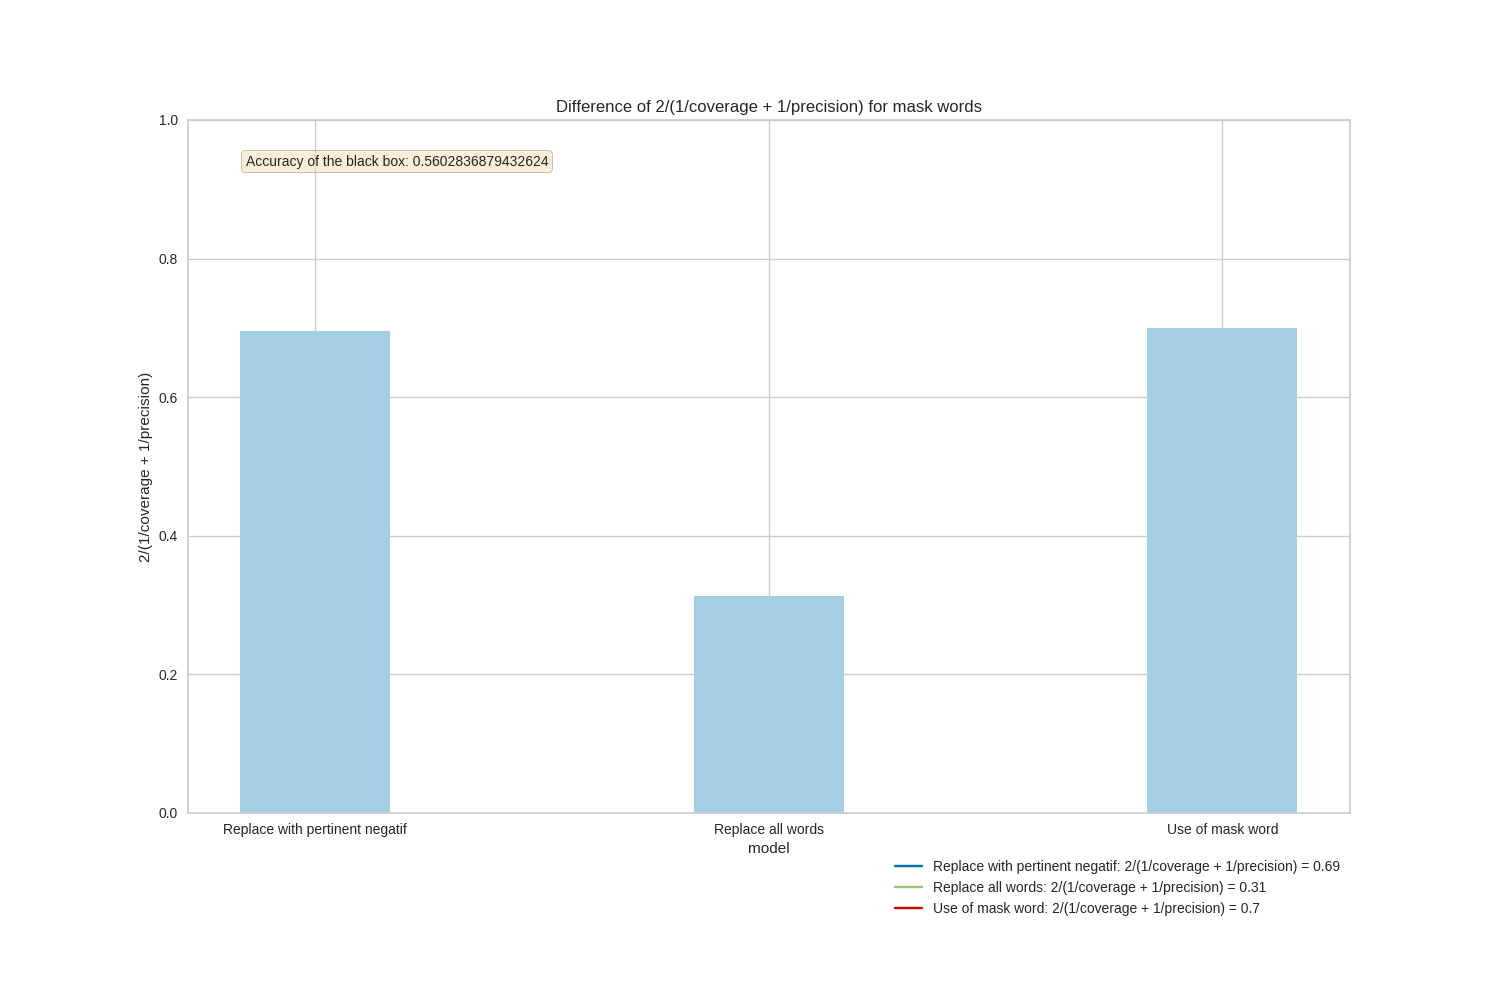 Difference of 2/(1/coverage + 1/precision) for mask words
1.0
Accuracy of the black box: 0.5602836879432624
0.8
0.6
0.4
0.2
0.0
2/(1/coverage + 1/precision)
Replace with pertinent negatif
Replace all words
Use of mask word
model
Replace with pertinent negatif: 2/(1/coverage + 1/precision) = 0.69
Replace all words: 2/(1/coverage + 1/precision) = 0.31
Use of mask word: 2/(1/coverage + 1/precision) = 0.7